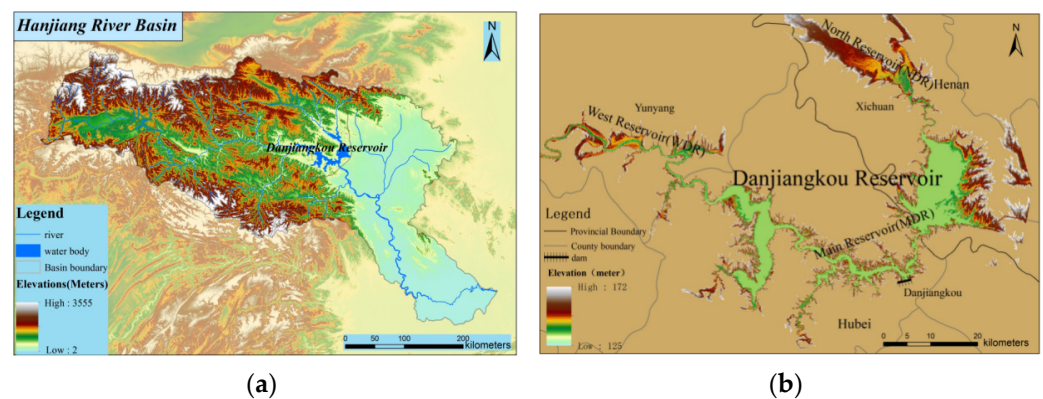 Hanjiang River Basin
N
Danjiangkou Reservoir
Legend
river
water body
Basin boundary
Elevations(Meters)
High : 3555
Low : 2
0 50 100 200
kilometers
(a)
North Reservoir(NDR)
Henan
N
Xichuan
Yunyang
West Reservoir(WDR)
Danjiangkou Reservoir
Main Reservoir(MDR)
Legend
Provincial Boundary
County boundary
dam
Elevation (meter)
High : 172
Low : 125
Danjiangkou
Hubei
0 5 10 20
kilometers
(b)